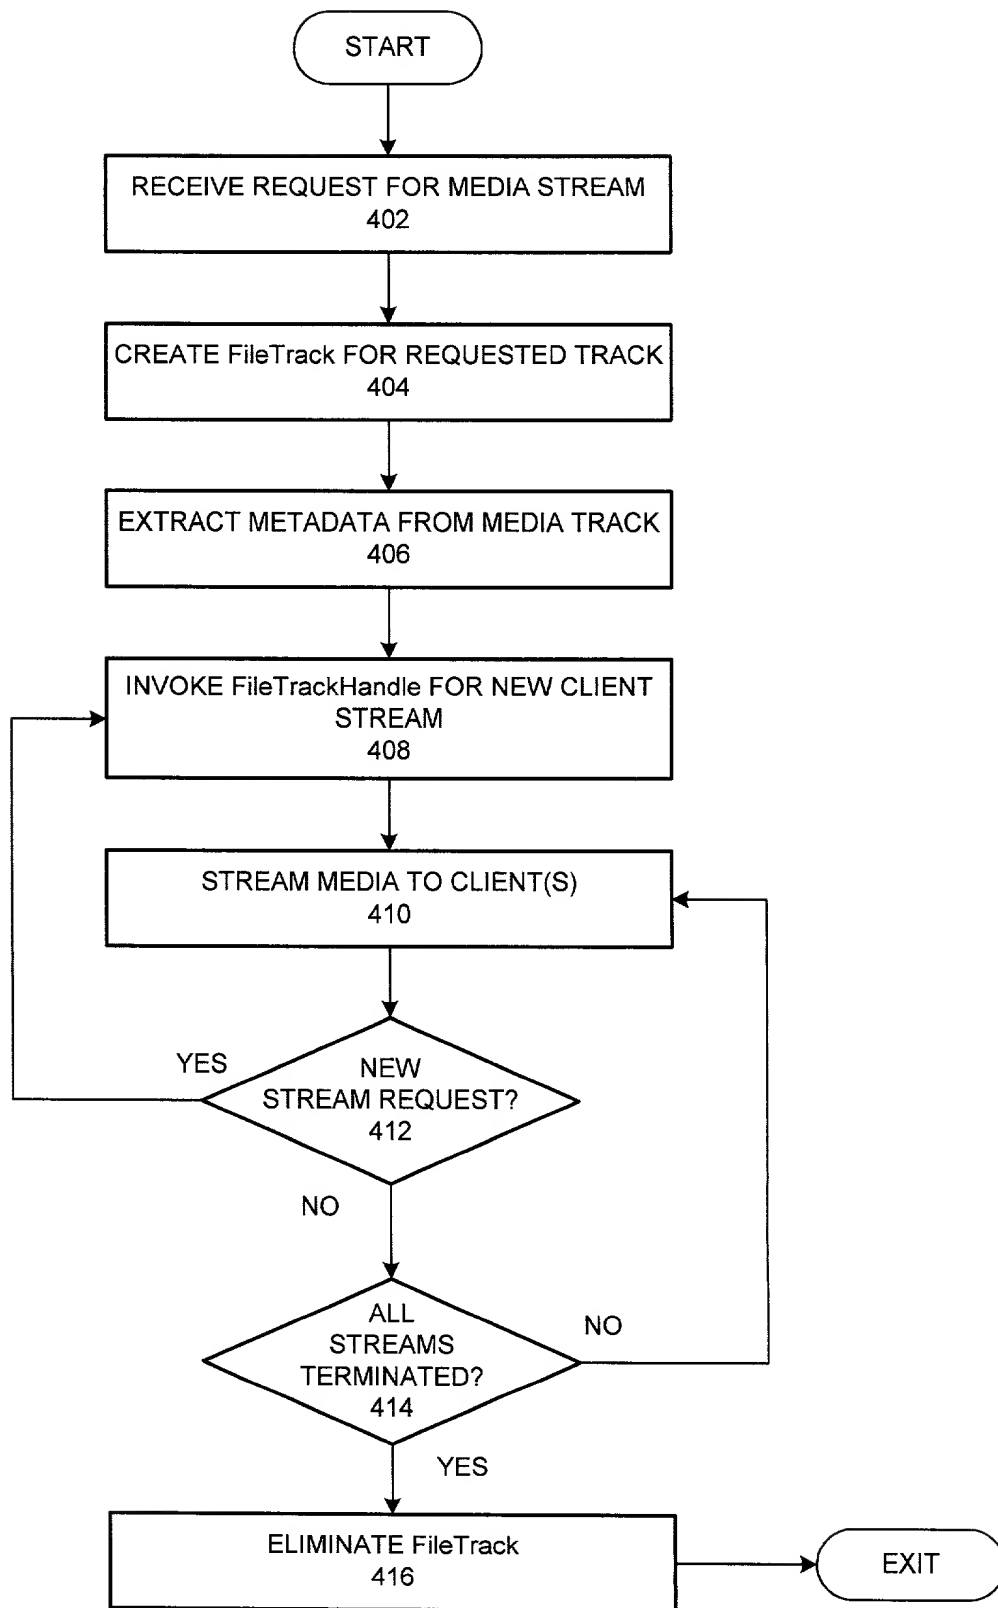 START
RECEIVE REQUEST FOR MEDIA STREAM
402
CREATE FileTrack FOR REQUESTED TRACK
404
EXTRACT METADATA FROM MEDIA TRACK
406
INVOKE FileTrackHandle FOR NEW CLIENT
STREAM
408
STREAM MEDIA TO CLIENT(S)
410
YES
NEW
STREAM REQUEST?
412
NO
ALL
STREAMS
TERMINATED?
414
NO
YES
ELIMINATE FileTrack
416
EXIT